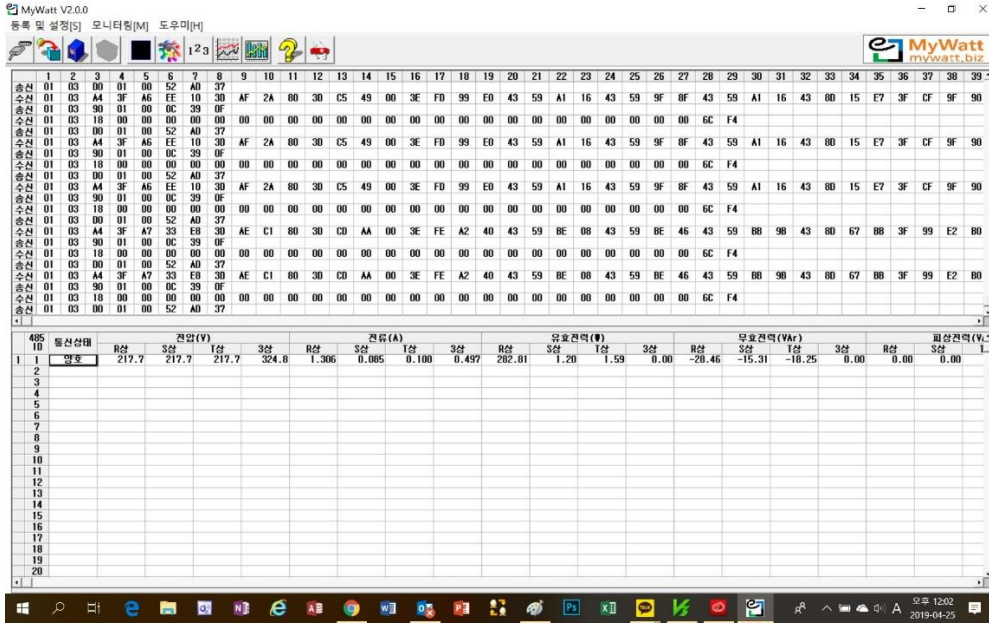 MyWatt V2.0.0
등록 및 설정[S] 모니터링[M] 도우미[H]
1 2 3
MyWatt
mywatt.biz
1 2 3 4 5 6 7 8 9 10 11 12 13 14 15 16 17 18 19 20 21 22 23 24 25 26 27 28 29 30 31 32 33 34 35 36 37 38 39
송신 01 03 D0 01 00 52 AD 37
수신 01 03 A4 3F A6 EE 10 3D AF 2A 80 3D C5 49 00 3E FD 99 E0 43 59 A1 16 43 59 9F 8F 43 59 A1 16 43 8D 15 E7 3F CF 9F 90
송신 01 03 90 01 00 0C 39 0F
수신 01 03 18 00 00 00 00 00 00 00 00 00 00 00 00 00 00 00 00 00 00 00 00 00 00 00 00 6C F4
송신 01 03 D0 01 00 52 AD 37
수신 01 03 A4 3F A6 EE 10 3D AF 2A 80 3D C5 49 00 3E FD 99 E0 43 59 A1 16 43 59 9F 8F 43 59 A1 16 43 8D 15 E7 3F CF 9F 90
송신 01 03 90 01 00 0C 39 0F
수신 01 03 18 00 00 00 00 00 00 00 00 00 00 00 00 00 00 00 00 00 00 00 00 00 00 00 00 6C F4
송신 01 03 D0 01 00 52 AD 37
수신 01 03 A4 3F A6 EE 10 3D AF 2A 80 3D C5 49 00 3E FD 99 E0 43 59 A1 16 43 59 9F 8F 43 59 A1 16 43 8D 15 E7 3F CF 9F 90
송신 01 03 90 01 00 0C 39 0F
수신 01 03 18 00 00 00 00 00 00 00 00 00 00 00 00 00 00 00 00 00 00 00 00 00 00 00 00 6C F4
송신 01 03 D0 01 00 52 AD 37
수신 01 03 A4 3F A7 33 E8 3D AE C1 80 3D CD AA 00 3E FE A2 40 43 59 BE 08 43 59 BE 46 43 59 BB 98 43 8D 67 BB 3F 99 E2 B0
송신 01 03 90 01 00 0C 39 0F
수신 01 03 18 00 00 00 00 00 00 00 00 00 00 00 00 00 00 00 00 00 00 00 00 00 00 00 00 6C F4
송신 01 03 D0 01 00 52 AD 37
수신 01 03 A4 3F A7 33 E8 3D AE C1 80 3D CD AA 00 3E FE A2 40 43 59 BE 08 43 59 BE 46 43 59 BB 98 43 8D 67 BB 3F 99 E2 B0
송신 01 03 90 01 00 0C 39 0F
수신 01 03 18 00 00 00 00 00 00 00 00 00 00 00 00 00 00 00 00 00 00 00 00 00 00 00 00 6C F4
송신 01 03 D0 01 00 52 AD 37
485 ID 통신상태 전압(V) 전류(A) 유효전력(W) 무효전력(VAr) 피상전력(V
R상 S상 T상 3상 R상 S상 T상 3상 R상 S상 T상 3상 R상 S상 T상 3상 R상 S상
1 1 양호 217.7 217.7 217.7 324.8 1.306 0.085 0.100 0.497 282.81 1.20 1.59 0.00 -28.46 -15.31 -18.25 0.00 0.00 0.00
2
3
4
5
6
7
8
9
10
11
12
13
14
15
16
17
18
19
20
오후 12:02
A
2019-04-25